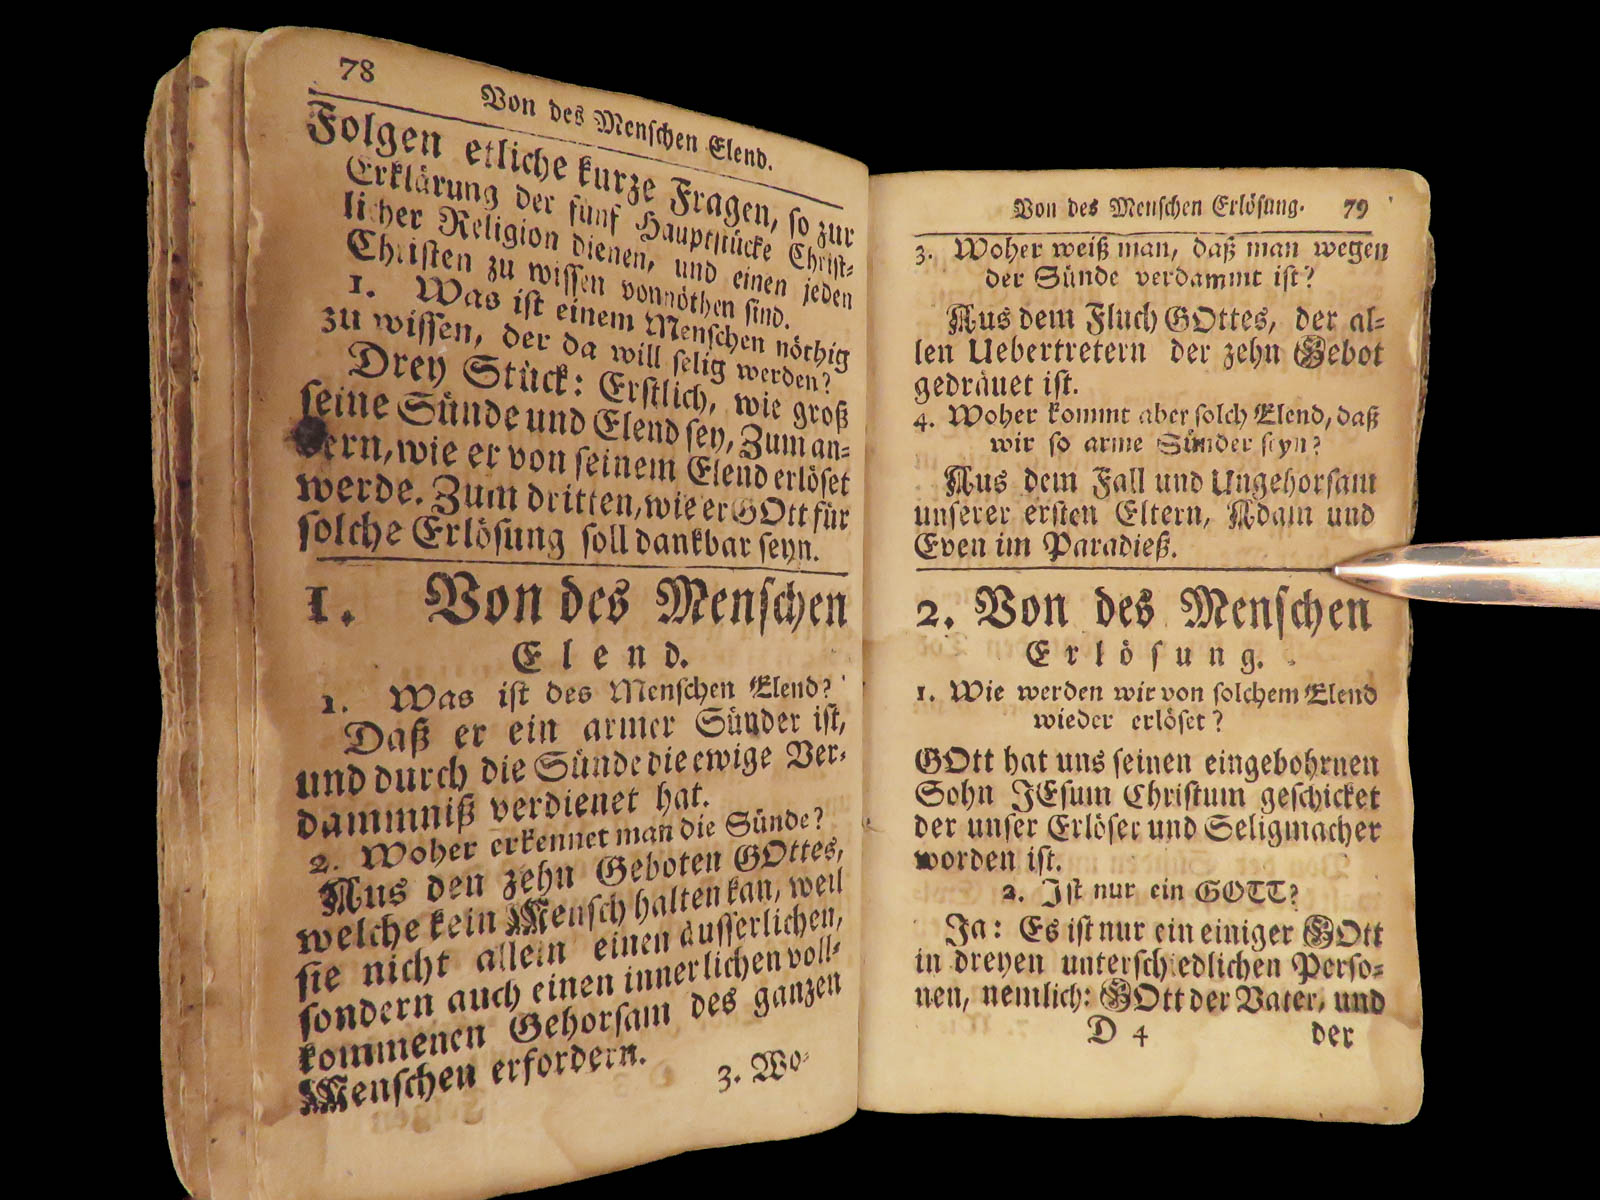 78
Von des Menschen Elend.
Folgen etliche kurze Fragen, so zur
Erklärung der fünf Hauptstücke Christ-
licher Religion dienen, und einen jeden
Christen zu wissen vonnöthen sind.
1. Was ist einem Menschen nöthig
zu wissen, der da will selig werden?
Drey Stück: Erstlich, wie groß
seine Sünde und Elend sey, Zum an-
dern, wie er von seinem Elend erlöset
werde. Zum dritten, wie er GOtt für
solche Erlösung soll dankbar seyn.
1. Von des Menschen
Elend.
1. Was ist des Menschen Elend?
Daß er ein armer Sünder ist,
und durch die Sünde die ewige Ver-
dammniß verdienet hat.
2. Woher erkennet man die Sünde?
Aus den zehn Geboten GOttes,
welche kein Mensch halten kan, weil
sie nicht allein einen äusserlichen,
sondern auch einen innerlichen voll-
kommenen Gehorsam des ganzen
Menschen erfordern.
3. Wo-
Von des Menschen Erlösung. 79
3. Woher weiß man, daß man wegen
der Sünde verdammt ist?
Aus dem Fluch GOttes, der al-
len Uebertretern der zehn Gebot
gedräuet ist.
4. Woher kommt aber solch Elend, daß
wir so arme Sünder seyn?
Aus dem Fall und Ungehorsam
unserer ersten Eltern, Adam und
Even im Paradieß.
2. Von des Menschen
Erlösung.
1. Wie werden wir von solchem Elend
wieder erlöset?
GOtt hat uns seinen eingebohrnen
Sohn JEsum Christum geschicket
der unser Erlöser und Seligmacher
worden ist.
2. Ist nur ein GOTT?
Ja: Es ist nur ein einiger GOtt
in dreyen unterschiedlichen Perso-
nen, nemlich: GOtt der Vater, und
D 4 der